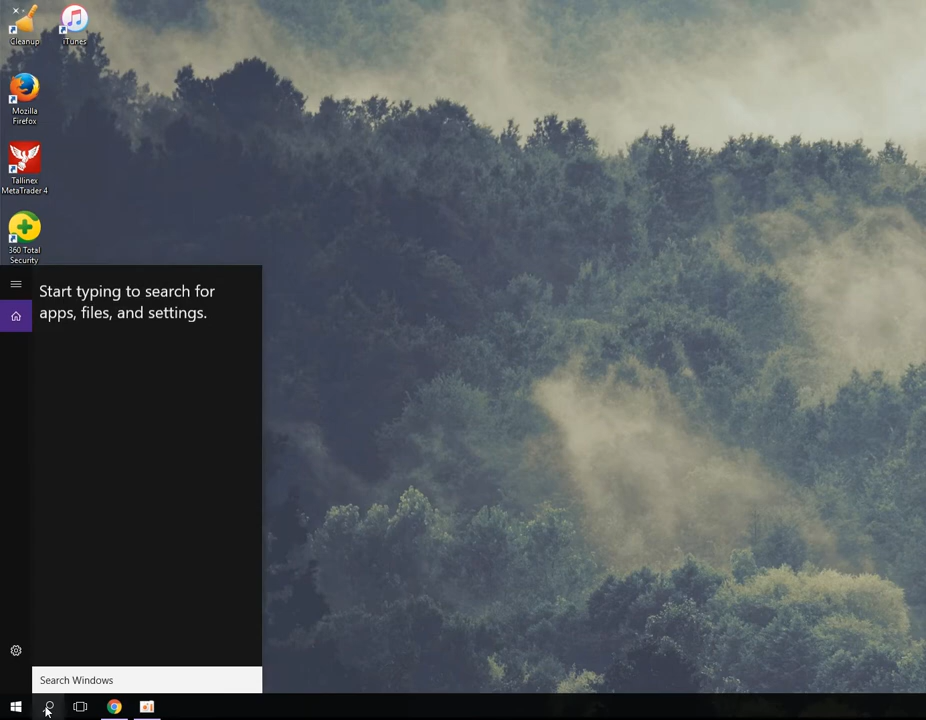 Cleanup
iTunes
Mozilla
Firefox
Tallinex
MetaTrader 4
360 Total
Security
Start typing to search for
apps, files, and settings.
Search Windows